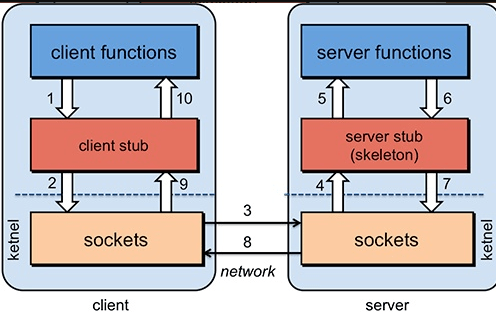 client functions
server functions
1
10
5
6
client stub
server stub
(skeleton)
2
9
4
7
ketnel
sockets
3
8
network
sockets
ketnel
client
server